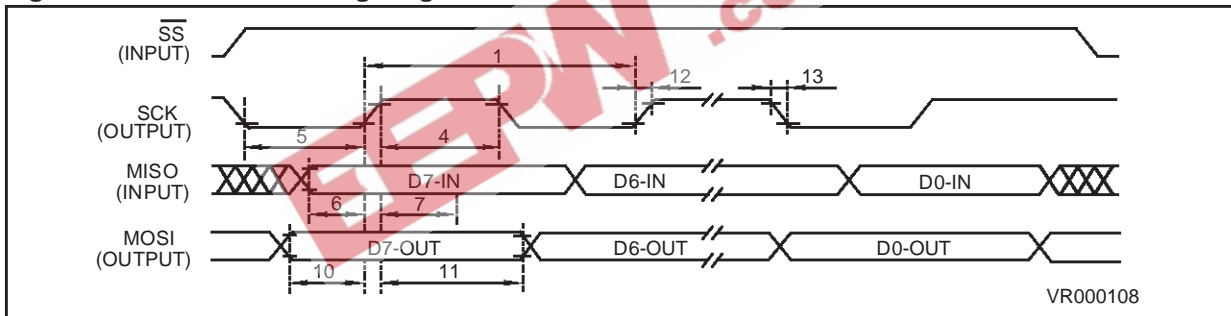 SS
(INPUT)
1
12
13
SCK
(OUTPUT)
5
4
MISO
(INPUT)
D7-IN
D6-IN
D0-IN
6
7
MOSI
(OUTPUT)
D7-OUT
D6-OUT
D0-OUT
10
11
VR000108